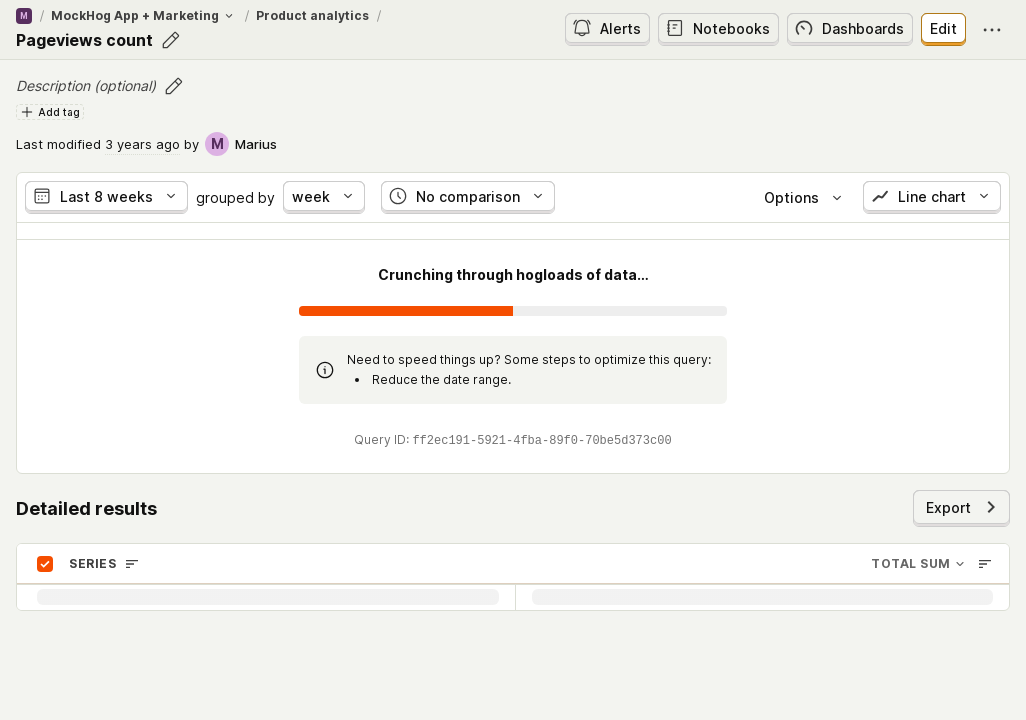 M / MockHog App + Marketing / Product analytics /
Pageviews count
Alerts Notebooks Dashboards Edit
Description (optional)
Add tag
Last modified 3 years ago by M Marius
Last 8 weeks grouped by week No comparison Options Line chart
Crunching through hogloads of data...
Need to speed things up? Some steps to optimize this query:
• Reduce the date range.
Query ID: ff2ec191-5921-4fba-89f0-70be5d373c00
Detailed results
Export
SERIES TOTAL SUM